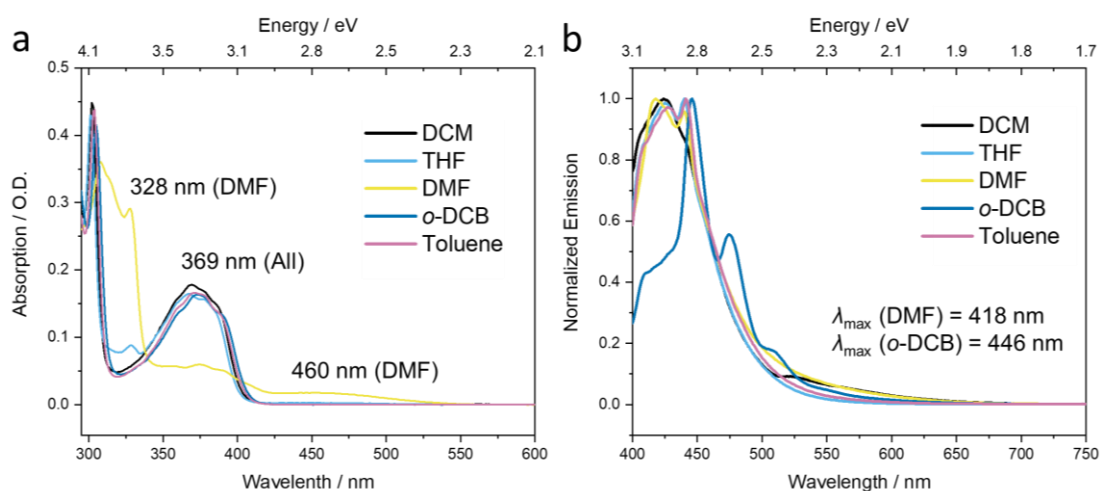 a
Energy / eV
4.1 3.5 3.1 2.8 2.5 2.3 2.1
Absorption / O.D.
0.5
0.4
0.3
0.2
0.1
0.0
DCM
THF
DMF
o-DCB
Toluene
328 nm (DMF)
369 nm (All)
460 nm (DMF)
300 350 400 450 500 550 600
Wavelenth / nm
b
Energy / eV
3.1 2.8 2.5 2.3 2.1 1.9 1.8 1.7
Normalized Emission
1.0
0.8
0.6
0.4
0.2
0.0
DCM
THF
DMF
o-DCB
Toluene
λmax (DMF) = 418 nm
λmax (o-DCB) = 446 nm
400 450 500 550 600 650 700 750
Wavelength / nm